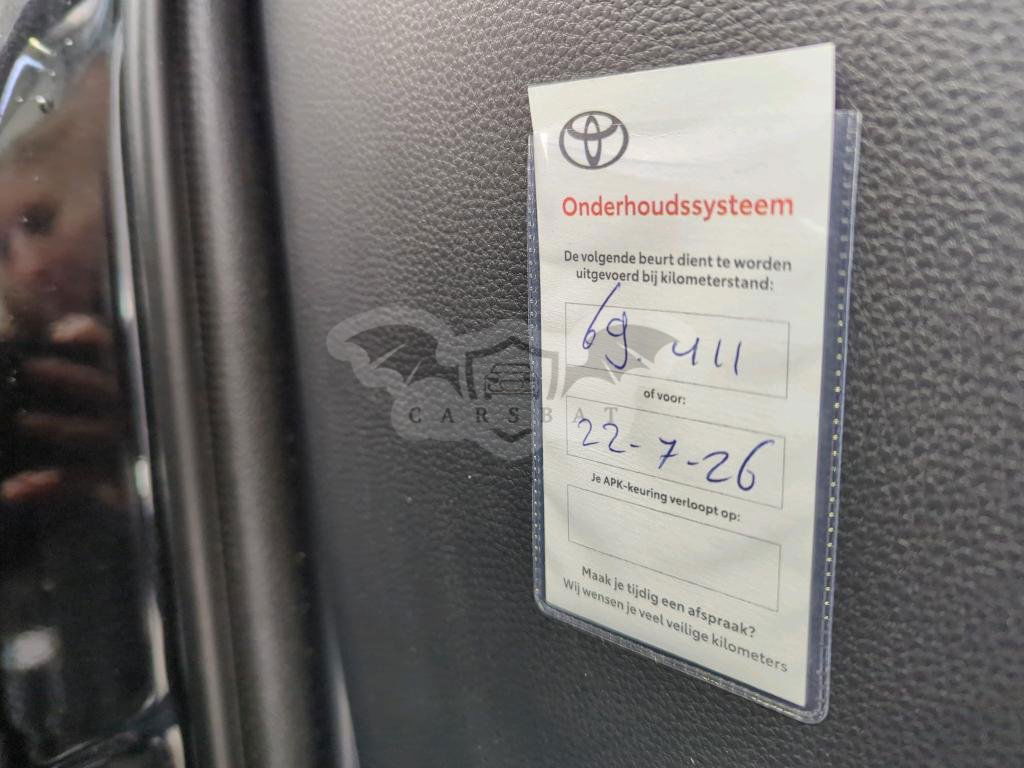 Onderhoudssysteem
De volgende beurt dient te worden
uitgevoerd bij kilometerstand:
69.411
of voor:
22-7-26
Je APK-keuring verloopt op:
Maak je tijdig een afspraak?
Wij wensen je veel veilige kilometers
CARSBAT